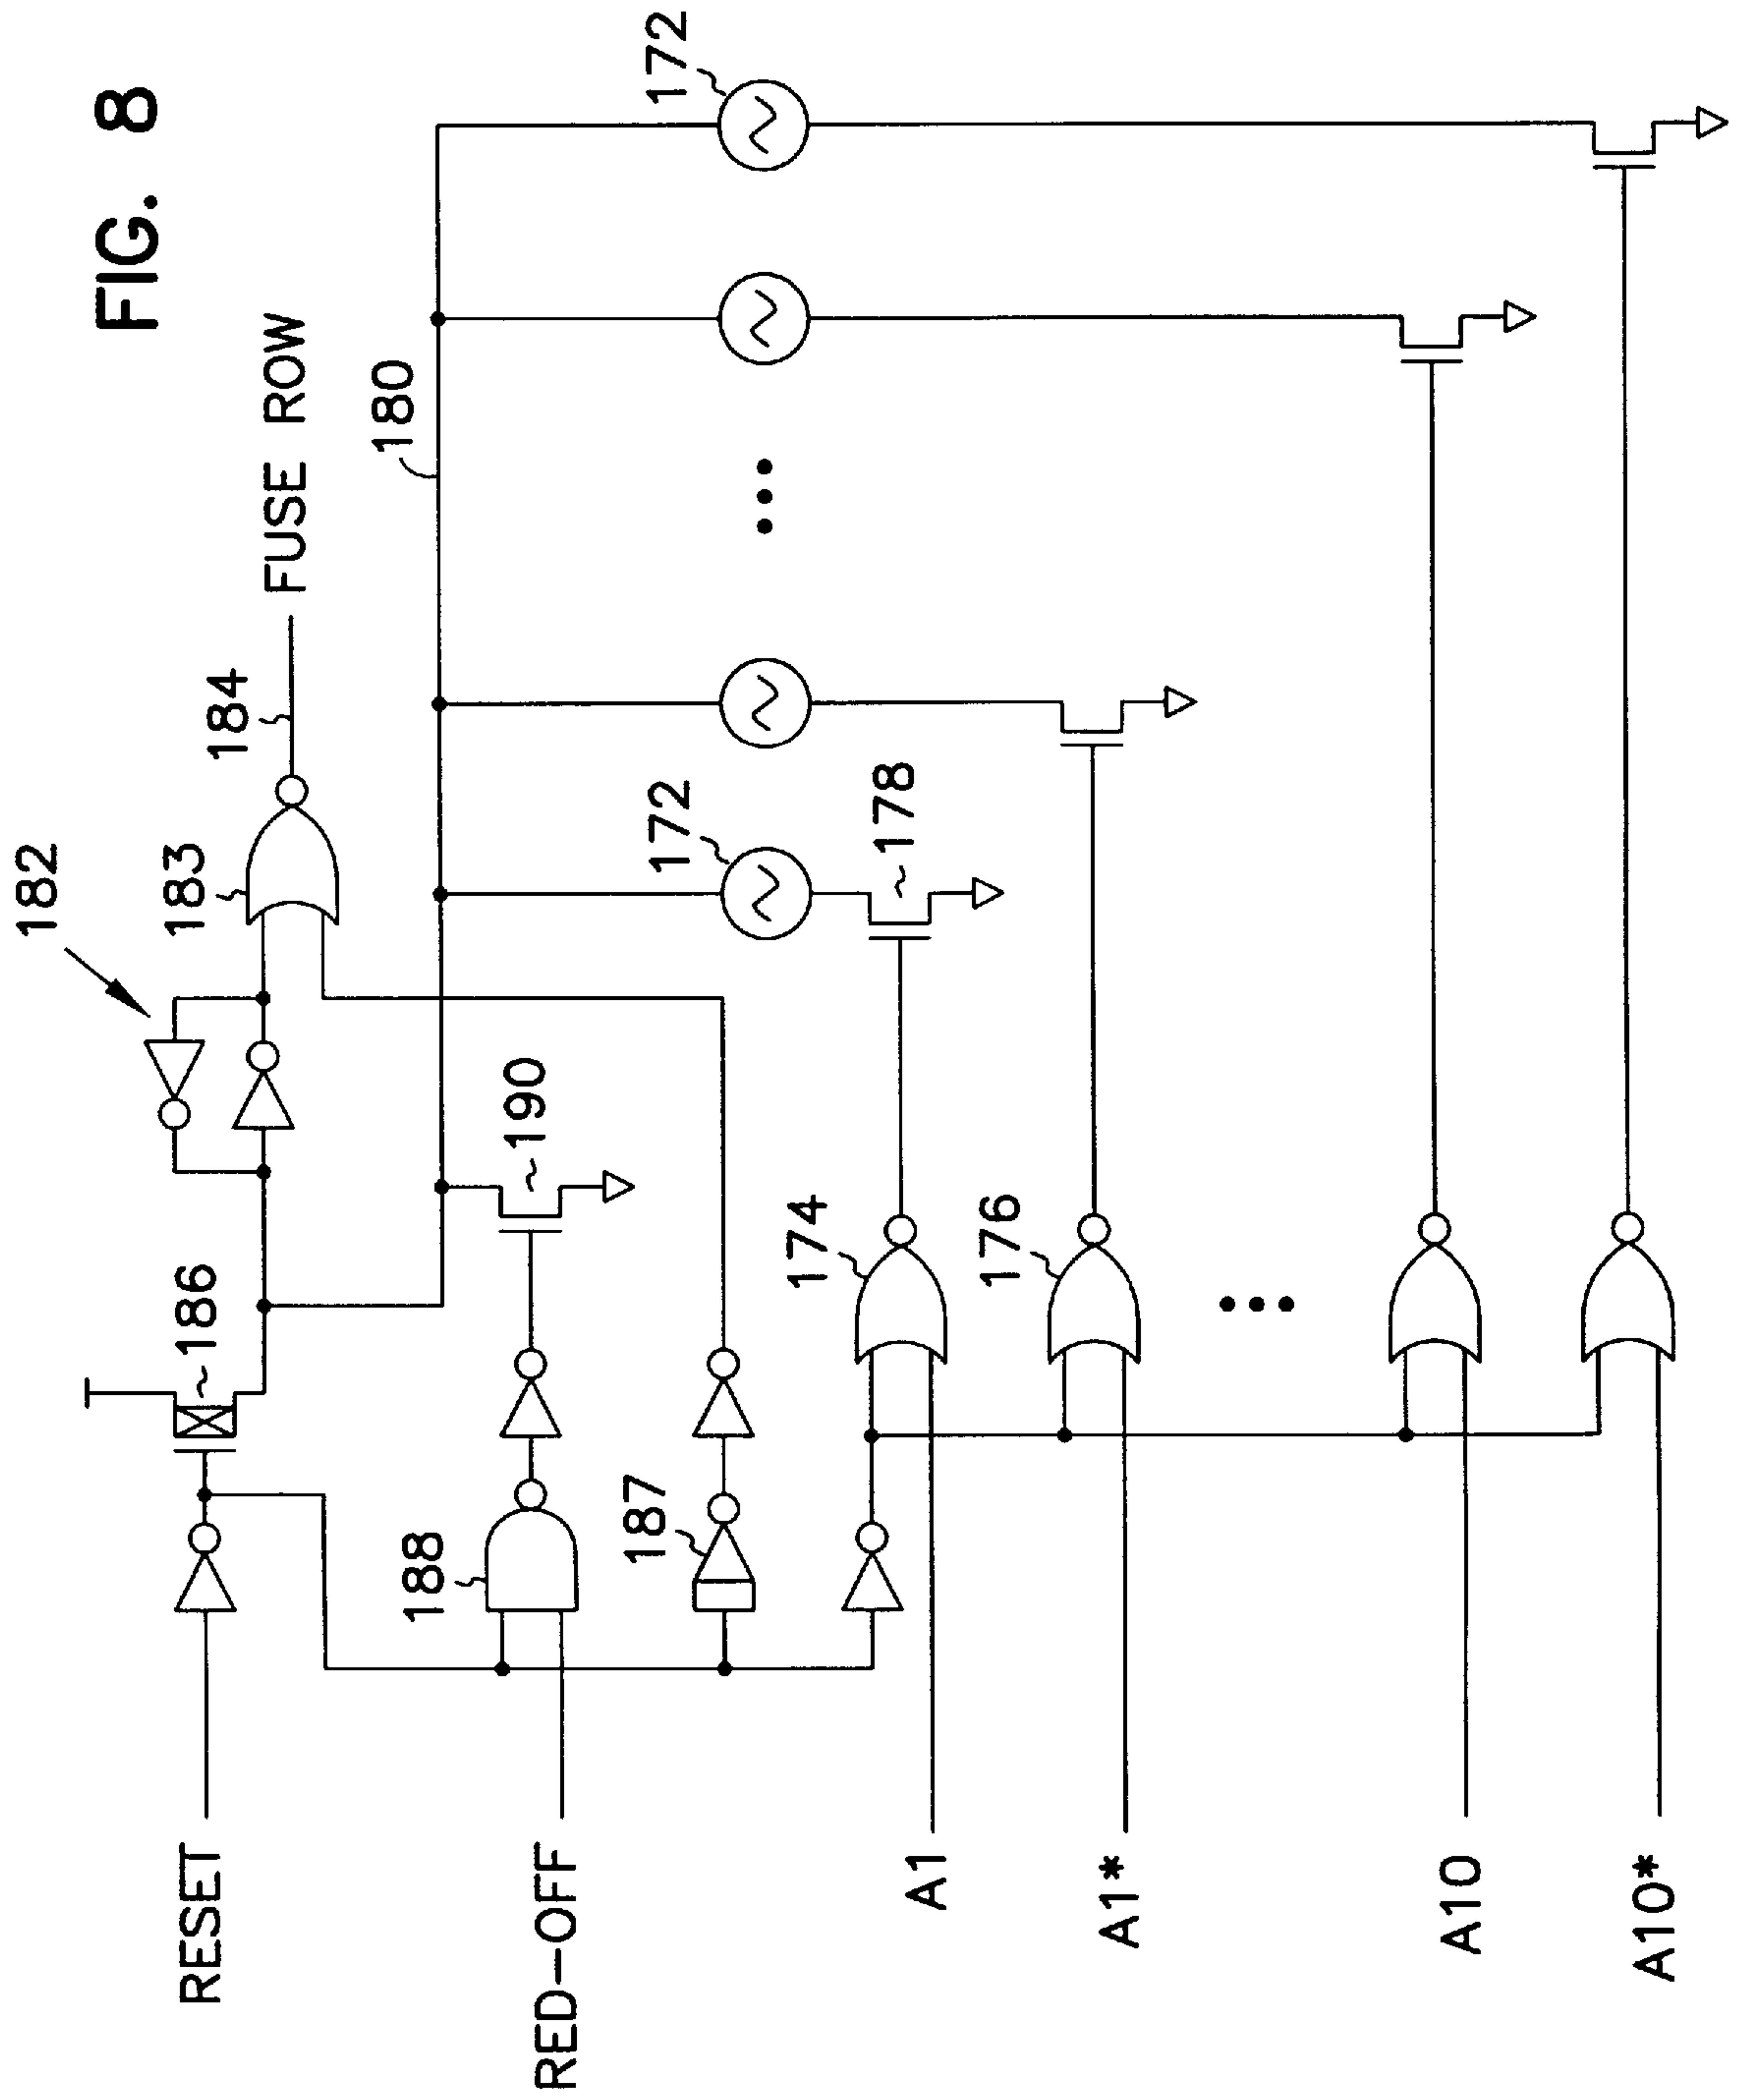 FIG. 8
182
183
184
FUSE ROW
RESET
186
180
RED-OFF
188
190
187
172
172
174
178
A1
176
A1*
A10
A10*